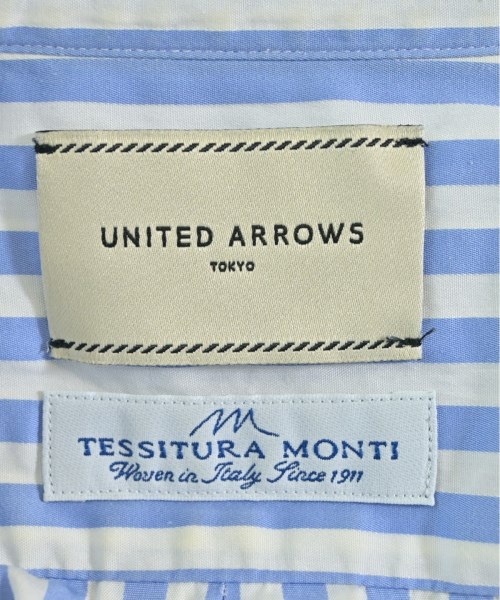 UNITED ARROWS
TOKYO
TESSITURA MONTI
Woven in Italy Since 1911